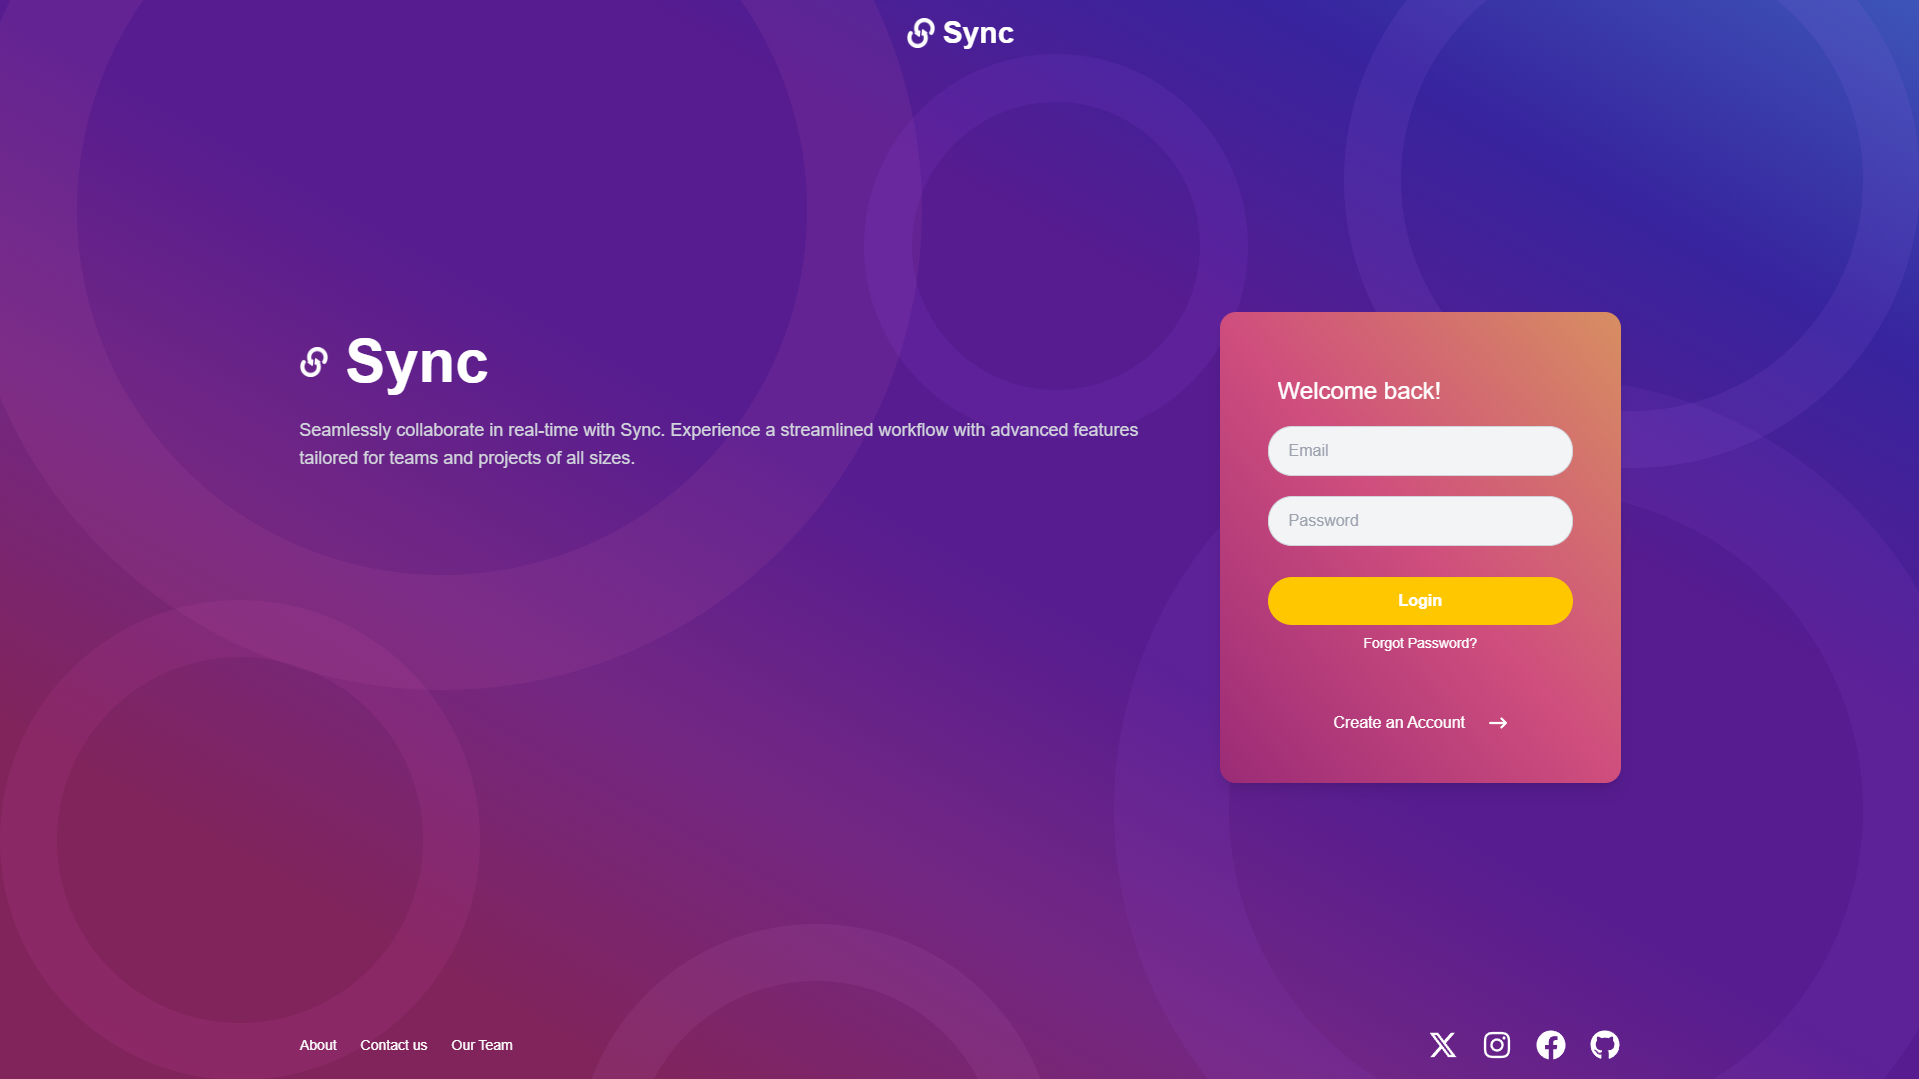 Sync
Sync
Seamlessly collaborate in real-time with Sync. Experience a streamlined workflow with advanced features
tailored for teams and projects of all sizes.
Welcome back!
Email
Password
Login
Forgot Password?
Create an Account
About Contact us Our Team